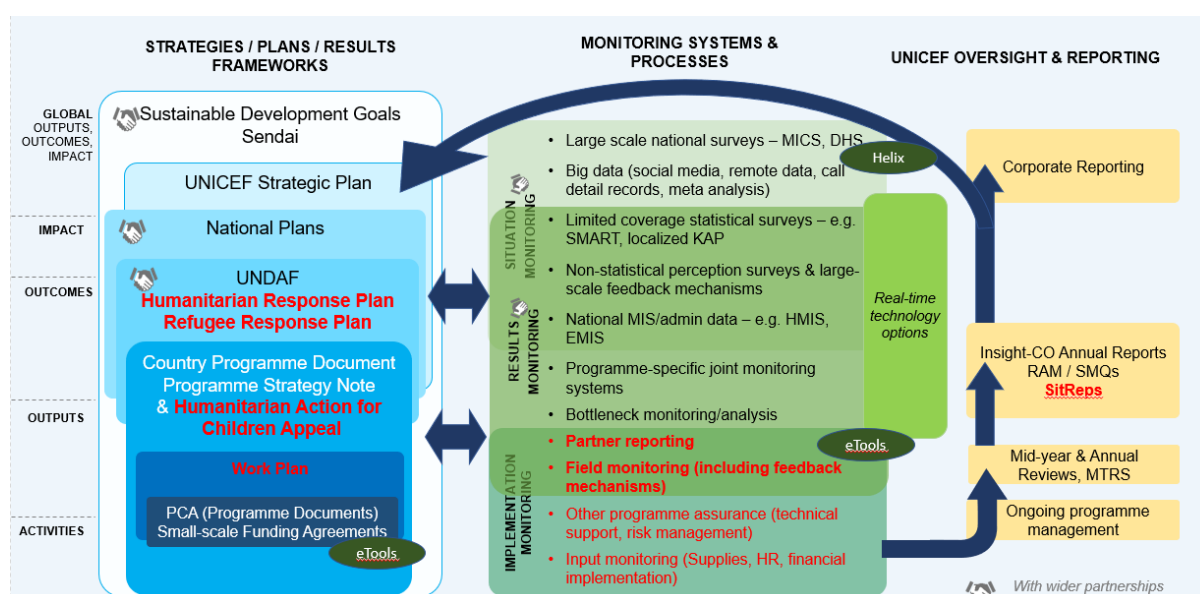 STRATEGIES / PLANS / RESULTS
FRAMEWORKS
MONITORING SYSTEMS &
PROCESSES
UNICEF OVERSIGHT & REPORTING
GLOBAL
OUTPUTS,
OUTCOMES,
IMPACT
IMPACT
OUTCOMES
OUTPUTS
ACTIVITIES
Sustainable Development Goals
Sendai
UNICEF Strategic Plan
National Plans
UNDAF
Humanitarian Response Plan
Refugee Response Plan
Country Programme Document
Programme Strategy Note
& Humanitarian Action for
Children Appeal
Work Plan
PCA (Programme Documents)
Small-scale Funding Agreements
eTools
SITUATION
MONITORING
RESULTS
MONITORING
IMPLEMENTATION
MONITORING
• Large scale national surveys – MICS, DHS
• Big data (social media, remote data, call
detail records, meta analysis)
• Limited coverage statistical surveys – e.g.
SMART, localized KAP
• Non-statistical perception surveys & large-
scale feedback mechanisms
• National MIS/admin data – e.g. HMIS,
EMIS
• Programme-specific joint monitoring
systems
• Bottleneck monitoring/analysis
• Partner reporting
• Field monitoring (including feedback
mechanisms)
• Other programme assurance (technical
support, risk management)
• Input monitoring (Supplies, HR, financial
implementation)
Helix
Real-time
technology
options
eTools
Corporate Reporting
Insight-CO Annual Reports
RAM / SMQs
SitReps
Mid-year & Annual
Reviews, MTRS
Ongoing programme
management
With wider partnerships